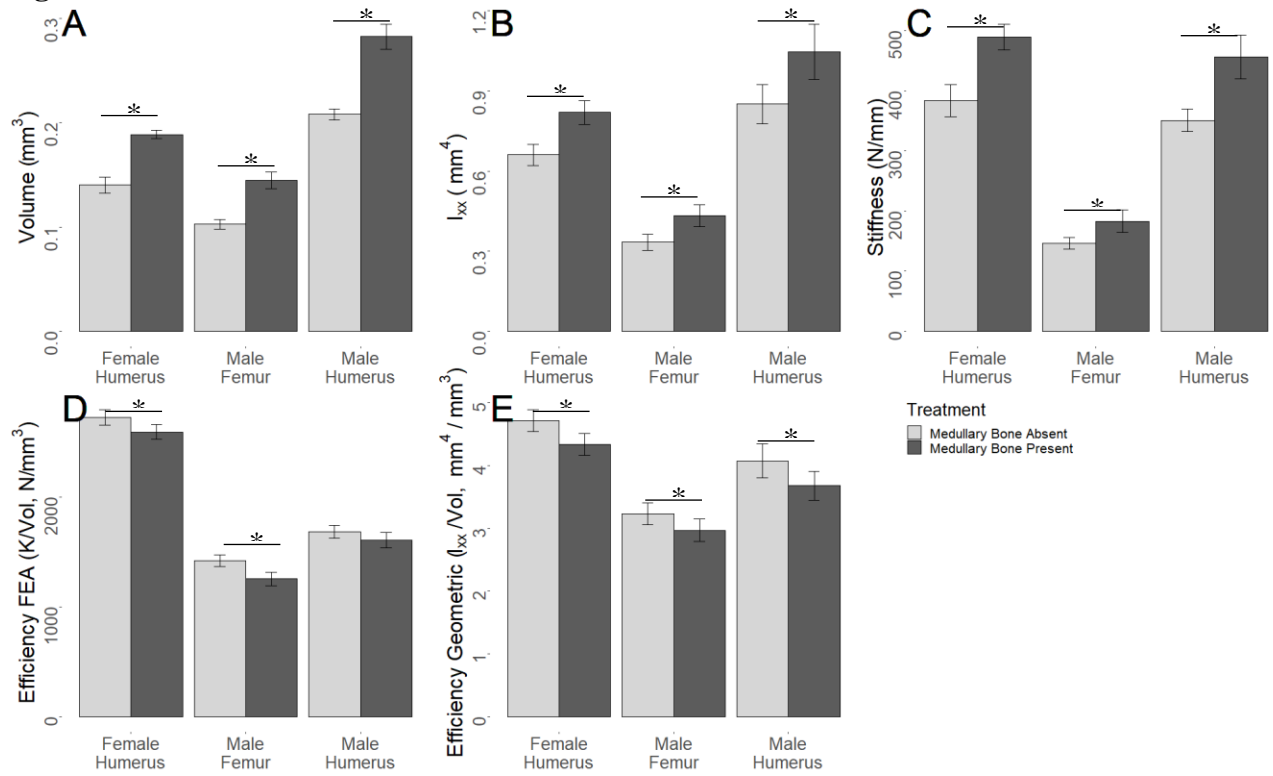 A
Volume (mm³)
0.0 0.1 0.2 0.3
* * *
Female Humerus
Male Femur
Male Humerus
B
Iₓₓ ( mm⁴)
0.0 0.3 0.6 0.9 1.2
* * *
Female Humerus
Male Femur
Male Humerus
C
Stiffness (N/mm)
0 100 200 300 400 500
* * *
Female Humerus
Male Femur
Male Humerus
D
Efficiency FEA (K/Vol, N/mm³)
0 1000 2000
* *
Female Humerus
Male Femur
Male Humerus
E
Efficiency Geometric (Iₓₓ /Vol, mm⁴ / mm³)
0 1 2 3 4 5
* * *
Female Humerus
Male Femur
Male Humerus
Treatment
Medullary Bone Absent
Medullary Bone Present